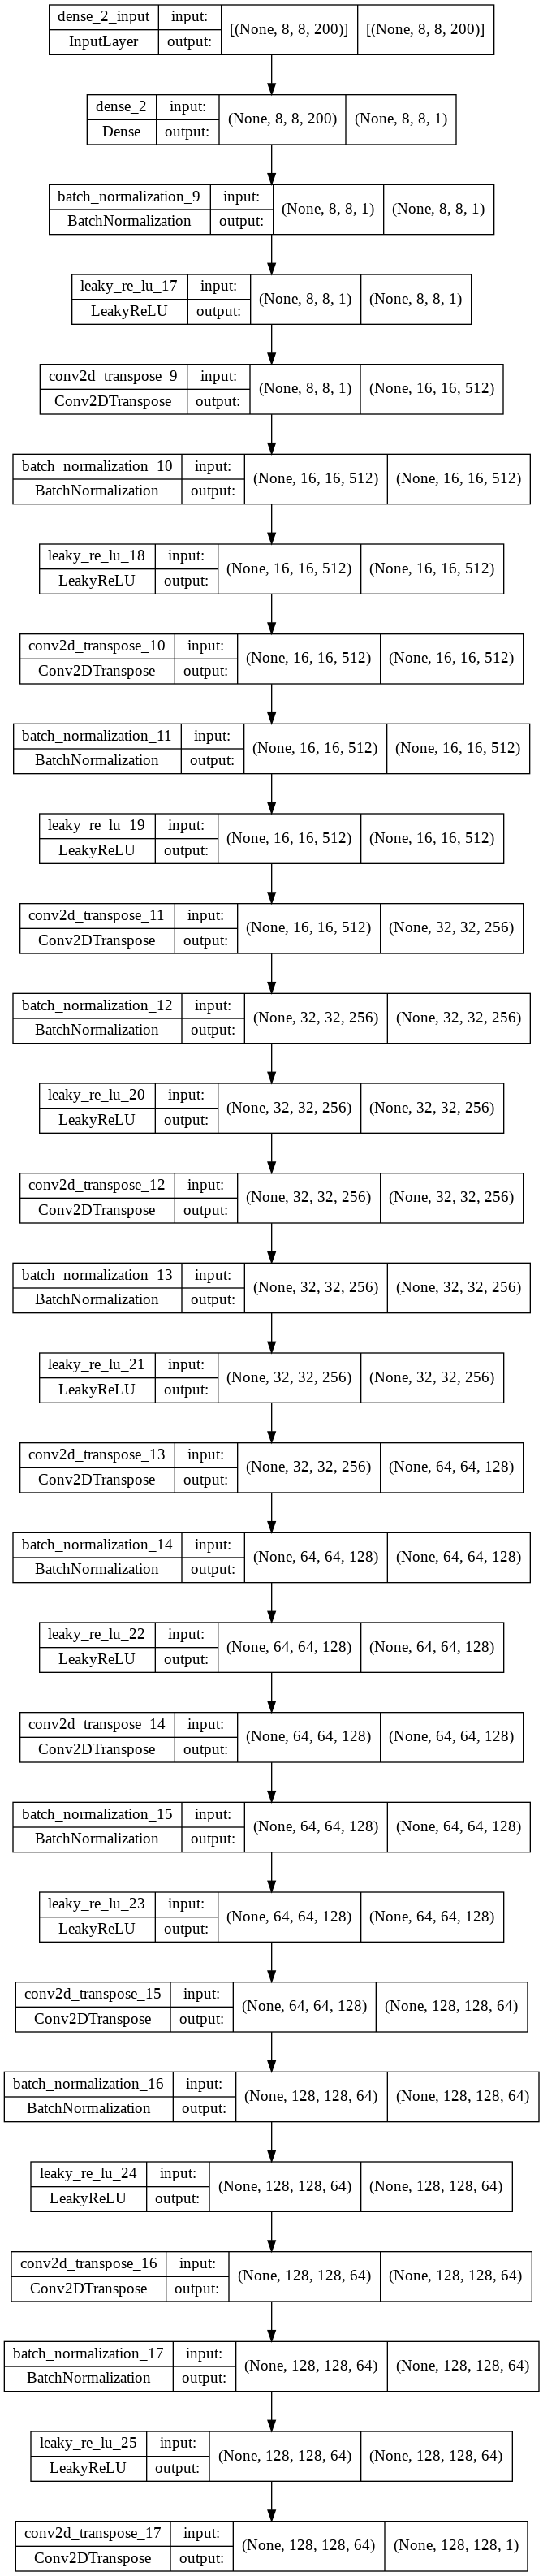 dense_2_input input: [(None, 8, 8, 200)] [(None, 8, 8, 200)]
InputLayer output:
dense_2 input: (None, 8, 8, 200) (None, 8, 8, 1)
Dense output:
batch_normalization_9 input: (None, 8, 8, 1) (None, 8, 8, 1)
BatchNormalization output:
leaky_re_lu_17 input: (None, 8, 8, 1) (None, 8, 8, 1)
LeakyReLU output:
conv2d_transpose_9 input: (None, 8, 8, 1) (None, 16, 16, 512)
Conv2DTranspose output:
batch_normalization_10 input: (None, 16, 16, 512) (None, 16, 16, 512)
BatchNormalization output:
leaky_re_lu_18 input: (None, 16, 16, 512) (None, 16, 16, 512)
LeakyReLU output:
conv2d_transpose_10 input: (None, 16, 16, 512) (None, 16, 16, 512)
Conv2DTranspose output:
batch_normalization_11 input: (None, 16, 16, 512) (None, 16, 16, 512)
BatchNormalization output:
leaky_re_lu_19 input: (None, 16, 16, 512) (None, 16, 16, 512)
LeakyReLU output:
conv2d_transpose_11 input: (None, 16, 16, 512) (None, 32, 32, 256)
Conv2DTranspose output:
batch_normalization_12 input: (None, 32, 32, 256) (None, 32, 32, 256)
BatchNormalization output:
leaky_re_lu_20 input: (None, 32, 32, 256) (None, 32, 32, 256)
LeakyReLU output:
conv2d_transpose_12 input: (None, 32, 32, 256) (None, 32, 32, 256)
Conv2DTranspose output:
batch_normalization_13 input: (None, 32, 32, 256) (None, 32, 32, 256)
BatchNormalization output:
leaky_re_lu_21 input: (None, 32, 32, 256) (None, 32, 32, 256)
LeakyReLU output:
conv2d_transpose_13 input: (None, 32, 32, 256) (None, 64, 64, 128)
Conv2DTranspose output:
batch_normalization_14 input: (None, 64, 64, 128) (None, 64, 64, 128)
BatchNormalization output:
leaky_re_lu_22 input: (None, 64, 64, 128) (None, 64, 64, 128)
LeakyReLU output:
conv2d_transpose_14 input: (None, 64, 64, 128) (None, 64, 64, 128)
Conv2DTranspose output:
batch_normalization_15 input: (None, 64, 64, 128) (None, 64, 64, 128)
BatchNormalization output:
leaky_re_lu_23 input: (None, 64, 64, 128) (None, 64, 64, 128)
LeakyReLU output:
conv2d_transpose_15 input: (None, 64, 64, 128) (None, 128, 128, 64)
Conv2DTranspose output:
batch_normalization_16 input: (None, 128, 128, 64) (None, 128, 128, 64)
BatchNormalization output:
leaky_re_lu_24 input: (None, 128, 128, 64) (None, 128, 128, 64)
LeakyReLU output:
conv2d_transpose_16 input: (None, 128, 128, 64) (None, 128, 128, 64)
Conv2DTranspose output:
batch_normalization_17 input: (None, 128, 128, 64) (None, 128, 128, 64)
BatchNormalization output:
leaky_re_lu_25 input: (None, 128, 128, 64) (None, 128, 128, 64)
LeakyReLU output:
conv2d_transpose_17 input: (None, 128, 128, 64) (None, 128, 128, 1)
Conv2DTranspose output: